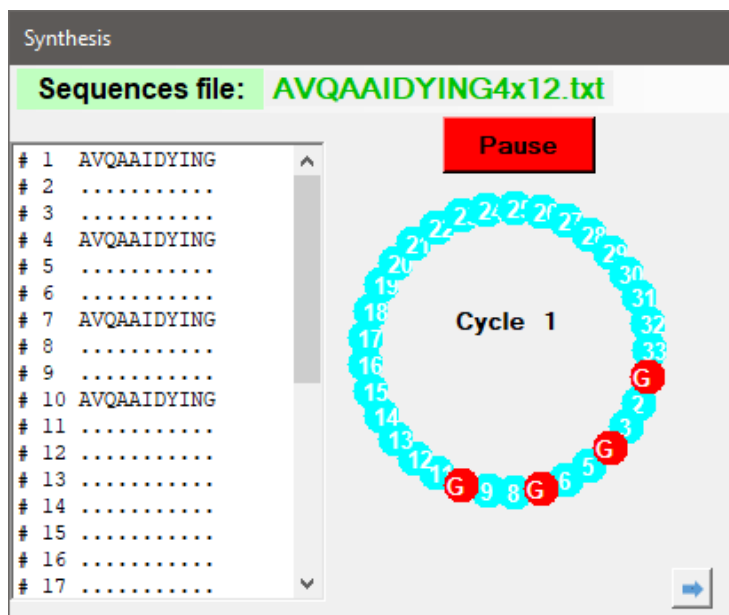 Synthesis
Sequences file: AVQAAIDYING4x12.txt
Pause
# 1 AVQAAIDYING
# 2 ...........
# 3 ...........
# 4 AVQAAIDYING
# 5 ...........
# 6 ...........
# 7 AVQAAIDYING
# 8 ...........
# 9 ...........
# 10 AVQAAIDYING
# 11 ...........
# 12 ...........
# 13 ...........
# 14 ...........
# 15 ...........
# 16 ...........
# 17 ...........
Cycle 1
G
2
3
G
5
6
G
8
9
G
11
12
13
14
15
16
17
18
19
20
21
22
23
24
25
26
27
28
29
30
31
32
33